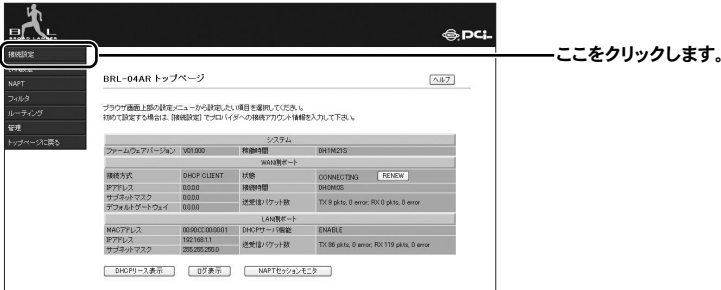 BRL
BROAD LANNER
PCi
接続設定
ここをクリックします。
NAPT
フィルタ
ルーティング
管理
トップページに戻る
BRL-04AR トップページ
ヘルプ
ブラウザ画面上部の設定メニューから設定したい項目を選択してください。
初めて設定する場合は、[接続設定] でプロバイダへの接続アカウント情報を入力して下さい。
システム
ファームウェアバージョン V01.000 稼働時間 0H1M21S
WAN側ポート
接続方式 DHCP CLIENT 状態 CONNECTING RENEW
IPアドレス 0.0.0.0 接続時間 0H0M0S
サブネットマスク 0.0.0.0 送受信パケット数 TX 9 pkts, 0 error; RX 0 pkts, 0 error
デフォルトゲートウェイ 0.0.0.0
LAN側ポート
MACアドレス 00:90:CC:00:00:01 DHCPサーバ機能 ENABLE
IPアドレス 192.168.1.1 送受信パケット数 TX 86 pkts, 0 error; RX 119 pkts, 0 error
サブネットマスク 255.255.255.0
DHCPリース表示 ログ表示 NAPTセッションモニタ